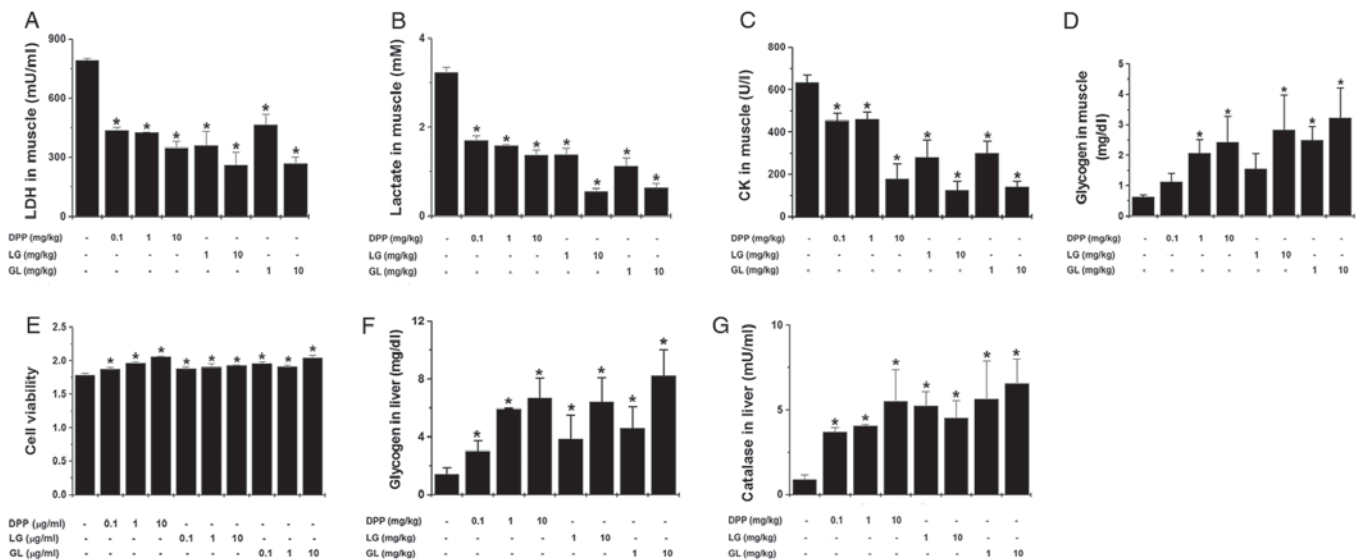 A
LDH in muscle (mU/ml)
900
600
300
0
* * * * * * *
DPP (mg/kg) - 0.1 1 10 - - - -
LG (mg/kg) - - - - 1 10 - -
GL (mg/kg) - - - - - - 1 10
B
Lactate in muscle (mM)
4
2
0
* * * * * * *
DPP (mg/kg) - 0.1 1 10 - - - -
LG (mg/kg) - - - - 1 10 - -
GL (mg/kg) - - - - - - 1 10
C
CK in muscle (U/l)
800
600
400
200
0
* * * * * * *
DPP (mg/kg) - 0.1 1 10 - - - -
LG (mg/kg) - - - - 1 10 - -
GL (mg/kg) - - - - - - 1 10
D
Glycogen in muscle
(mg/dl)
5
4
3
2
1
0
* * * * *
DPP (mg/kg) - 0.1 1 10 - - - -
LG (mg/kg) - - - - 1 10 - -
GL (mg/kg) - - - - - - 1 10
E
Cell viability
2.5
2.0
1.5
1.0
0.5
0.0
* * * * * * * * *
DPP (µg/ml) - 0.1 1 10 - - - - - -
LG (µg/ml) - - - - 0.1 1 10 - - -
GL (µg/ml) - - - - - - - 0.1 1 10
F
Glycogen in liver (mg/dl)
12
8
4
0
* * * * * * *
DPP (mg/kg) - 0.1 1 10 - - - -
LG (mg/kg) - - - - 1 10 - -
GL (mg/kg) - - - - - - 1 10
G
Catalase in liver (mU/ml)
10
5
0
* * * * * * *
DPP (mg/kg) - 0.1 1 10 - - - -
LG (mg/kg) - - - - 1 10 - -
GL (mg/kg) - - - - - - 1 10